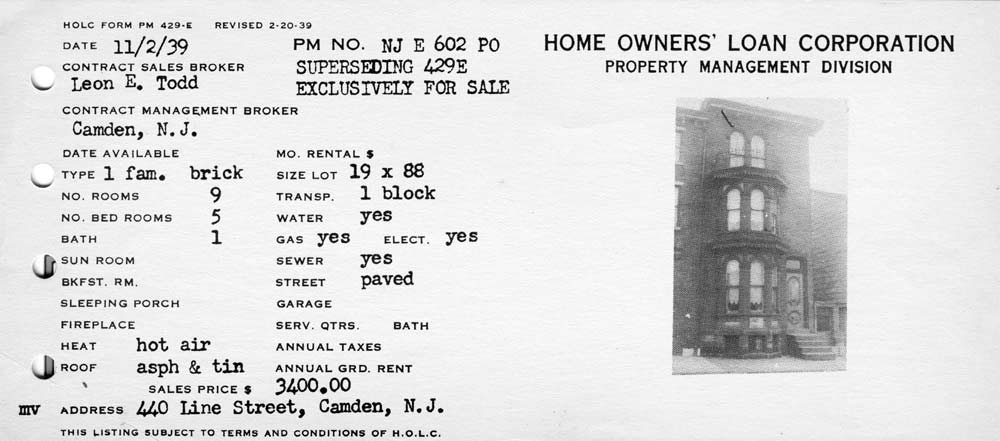 HOLC FORM PM 429-E REVISED 2-20-39
DATE 11/2/39 PM NO. NJ E 602 PO
HOME OWNERS' LOAN CORPORATION
PROPERTY MANAGEMENT DIVISION
CONTRACT SALES BROKER SUPERSEDING 429E
Leon E. Todd EXCLUSIVELY FOR SALE
CONTRACT MANAGEMENT BROKER
Camden, N.J.
DATE AVAILABLE MO. RENTAL $
TYPE 1 fam. brick SIZE LOT 19 x 88
NO. ROOMS 9 TRANSP. 1 block
NO. BED ROOMS 5 WATER yes
BATH 1 GAS yes ELECT. yes
SUN ROOM SEWER yes
BKFST. RM. STREET paved
SLEEPING PORCH GARAGE
FIREPLACE SERV. QTRS. BATH
HEAT hot air ANNUAL TAXES
ROOF asph & tin ANNUAL GRD. RENT
SALES PRICE $ 3400.00
mv ADDRESS 440 Line Street, Camden, N.J.
THIS LISTING SUBJECT TO TERMS AND CONDITIONS OF H.O.L.C.